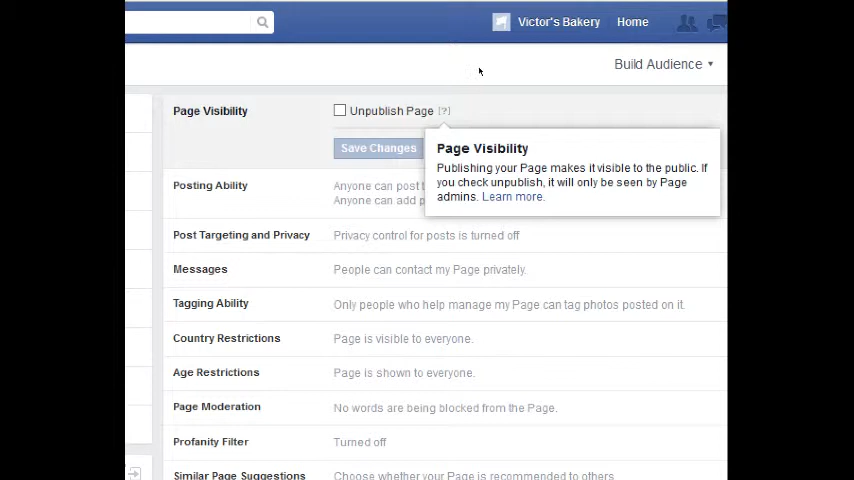 Victor's Bakery Home
Build Audience
Page Visibility
Unpublish Page [?]
Save Changes
Page Visibility
Publishing your Page makes it visible to the public. If
you check unpublish, it will only be seen by Page
admins. Learn more.
Posting Ability
Anyone can post t
Anyone can add p
Post Targeting and Privacy
Privacy control for posts is turned off
Messages
People can contact my Page privately.
Tagging Ability
Only people who help manage my Page can tag photos posted on it.
Country Restrictions
Page is visible to everyone.
Age Restrictions
Page is shown to everyone.
Page Moderation
No words are being blocked from the Page.
Profanity Filter
Turned off
Similar Page Suggestions
Choose whether your Page is recommended to others